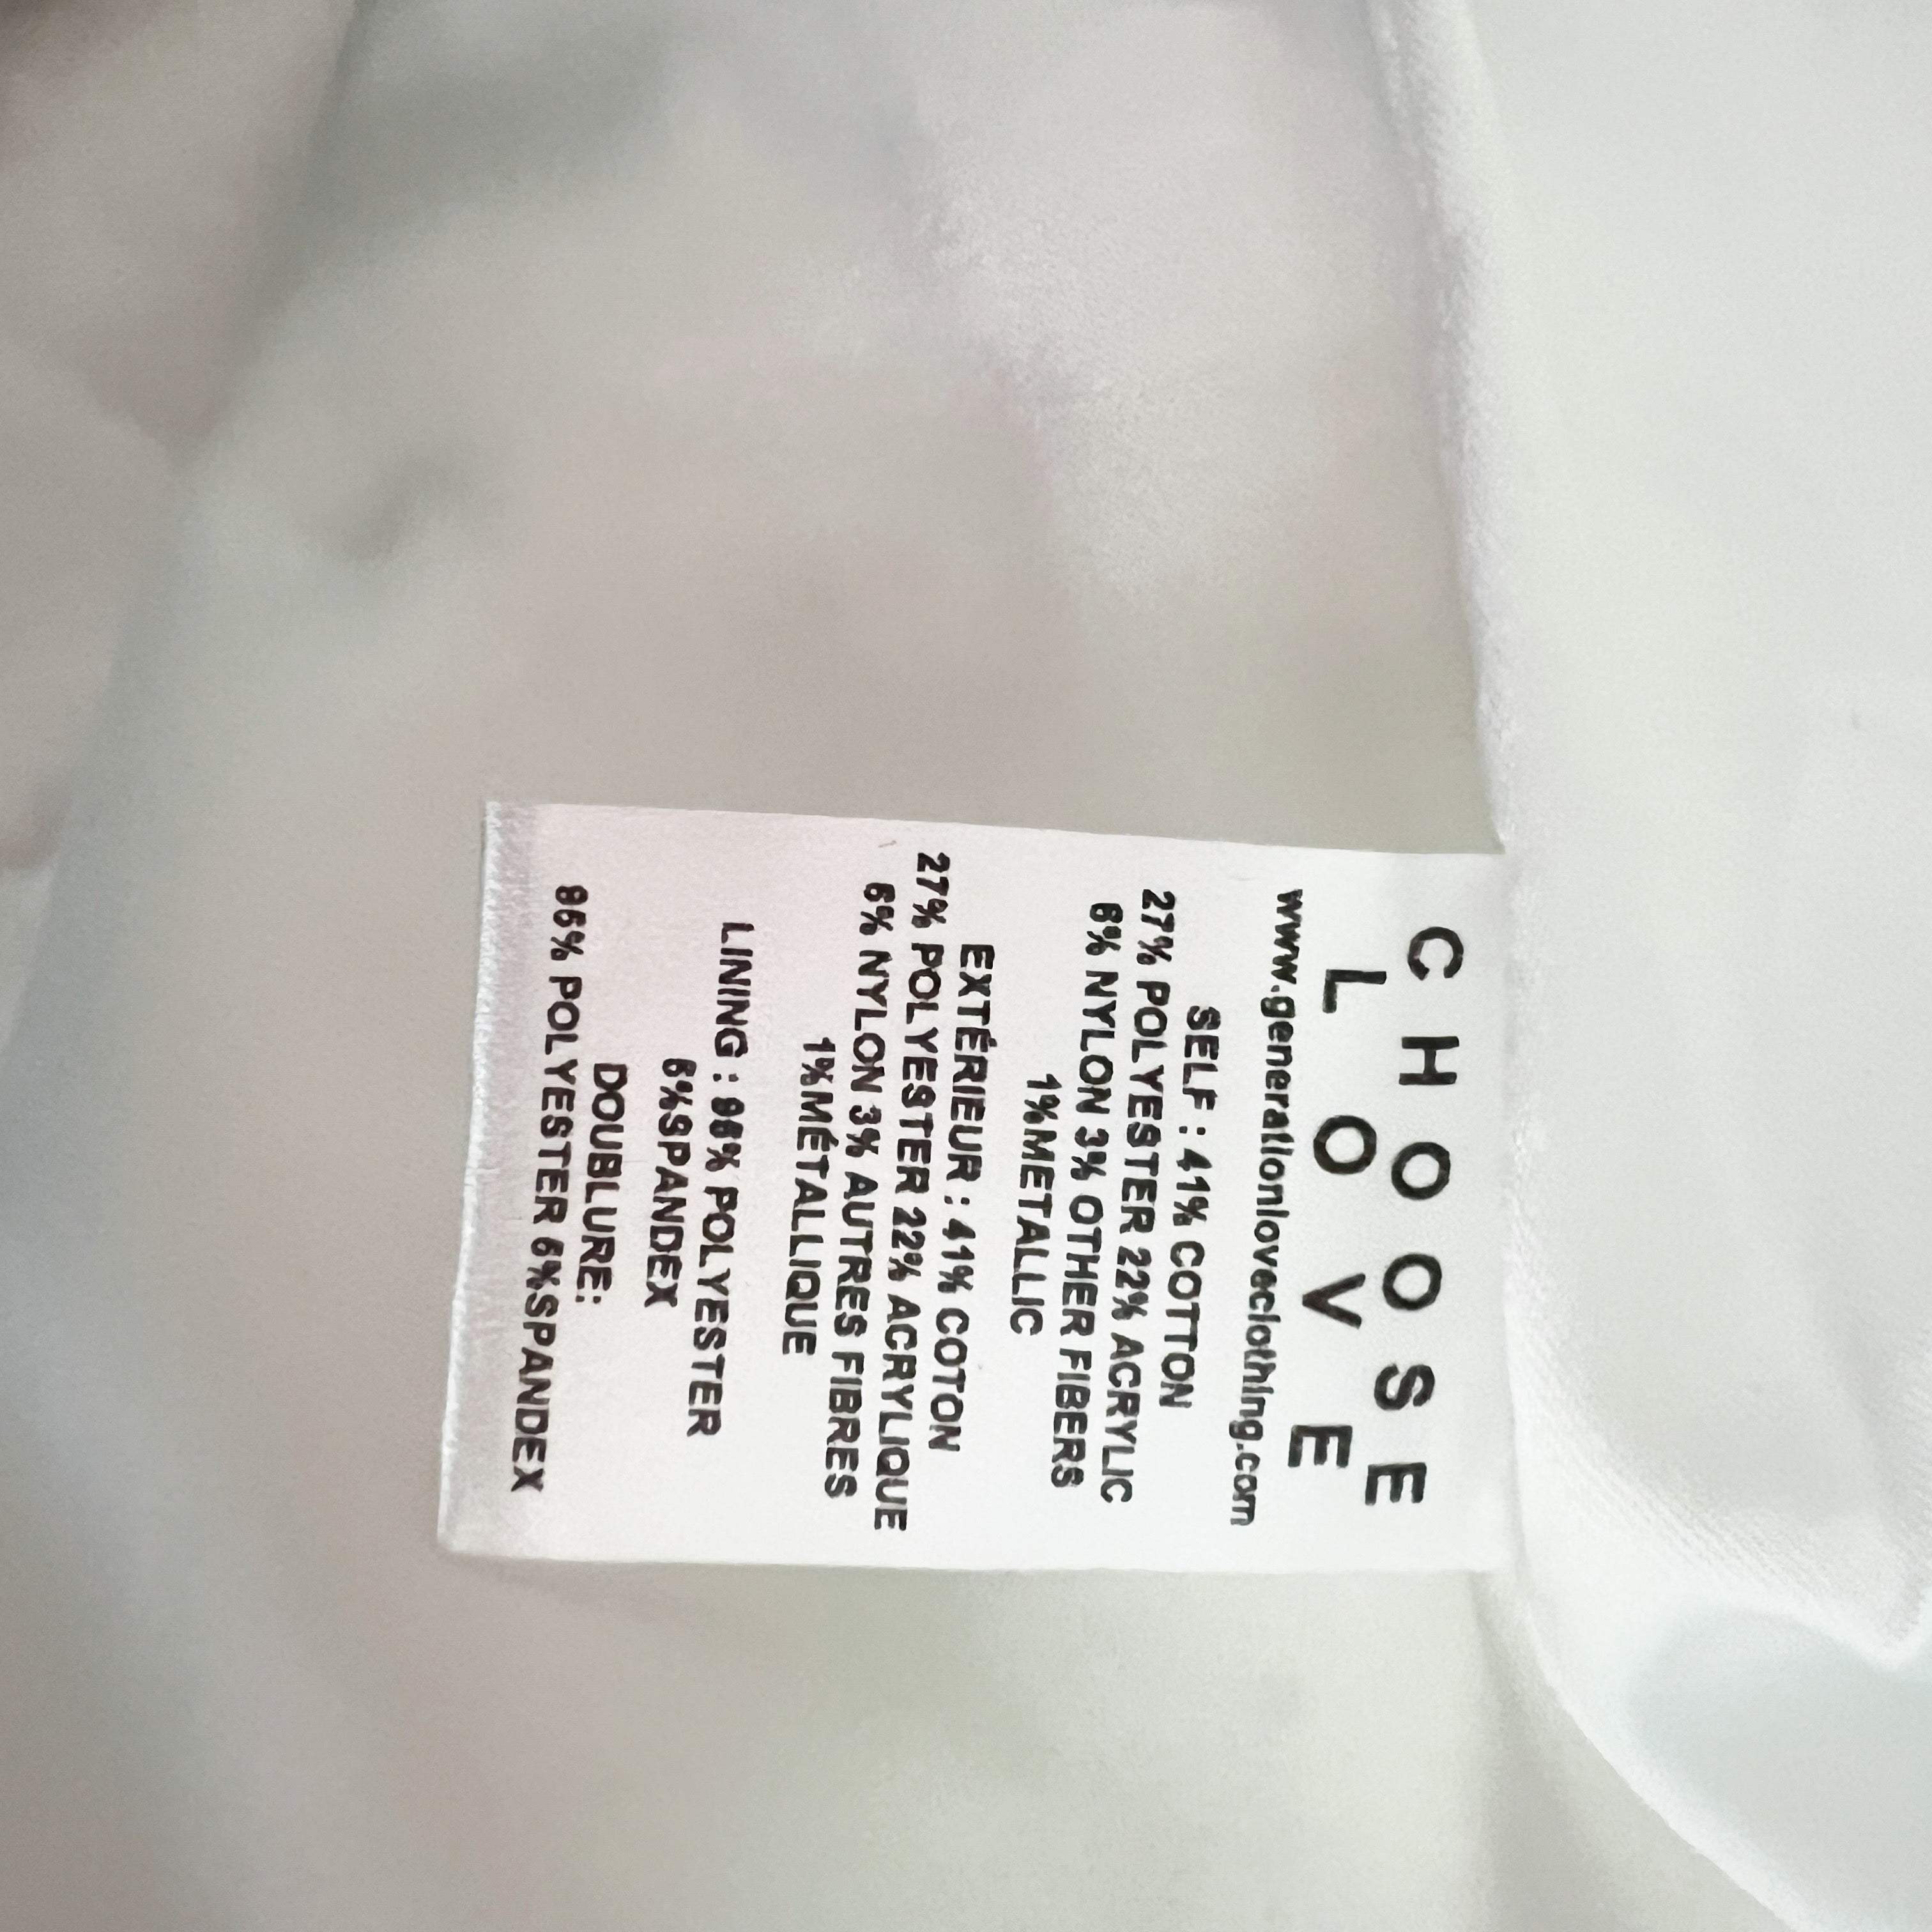 CHOOSE
LOVE
www.generationloveclothing.com
SELF : 41% COTTON
27% POLYESTER 22% ACRYLIC
6% NYLON 3% OTHER FIBERS
1%METALLIC
EXTÉRIEUR : 41% COTON
27% POLYESTER 22% ACRYLIQUE
6% NYLON 3% AUTRES FIBRES
1%MÉTALLIQUE
LINING : 95% POLYESTER
5%SPANDEX
DOUBLURE:
95% POLYESTER 5%SPANDEX